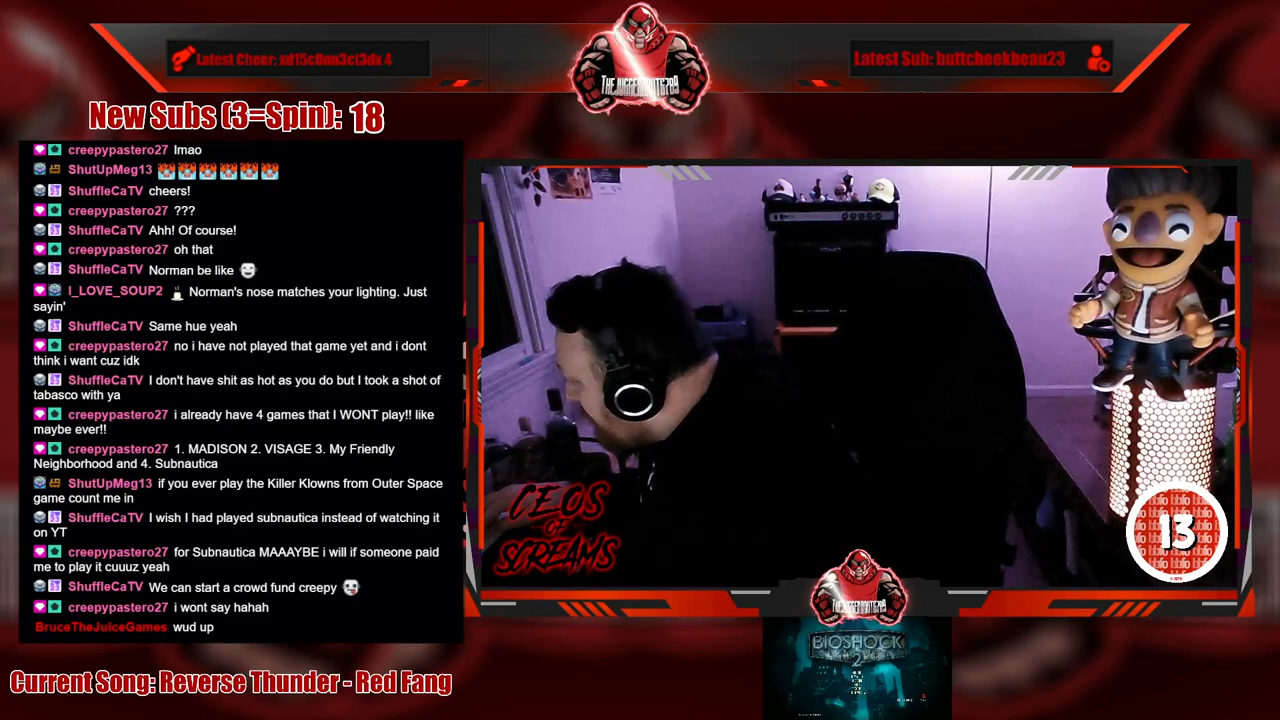 Latest Cheer: xd15c0nn3ct3dx 4
THEJUGGERNAUT6789
Latest Sub: buttcheekbeau23
New Subs (3=Spin): 18
creepypastero27 lmao
ShutUpMeg13
ShuffleCaTV cheers!
creepypastero27 ???
ShuffleCaTV Ahh! Of course!
creepypastero27 oh that
ShuffleCaTV Norman be like
I_LOVE_SOUP2 Norman's nose matches your lighting. Just
sayin'
ShuffleCaTV Same hue yeah
creepypastero27 no i have not played that game yet and i dont
think i want cuz idk
ShuffleCaTV I don't have shit as hot as you do but I took a shot of
tabasco with ya
creepypastero27 i already have 4 games that I WONT play!! like
maybe ever!!
creepypastero27 1. MADISON 2. VISAGE 3. My Friendly
Neighborhood and 4. Subnautica
ShutUpMeg13 if you ever play the Killer Klowns from Outer Space
game count me in
ShuffleCaTV I wish I had played subnautica instead of watching it
on YT
creepypastero27 for Subnautica MAAAYBE i will if someone paid
me to play it cuuuz yeah
ShuffleCaTV We can start a crowd fund creepy
creepypastero27 i wont say hahah
BruceTheJuiceGames wud up
CEOS
OF
SCREAMS
13
BIOSHOCK
2
Current Song: Reverse Thunder - Red Fang